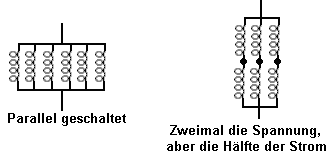 Parallel geschaltet
Zweimal die Spannung,
aber die Hälfte der Strom